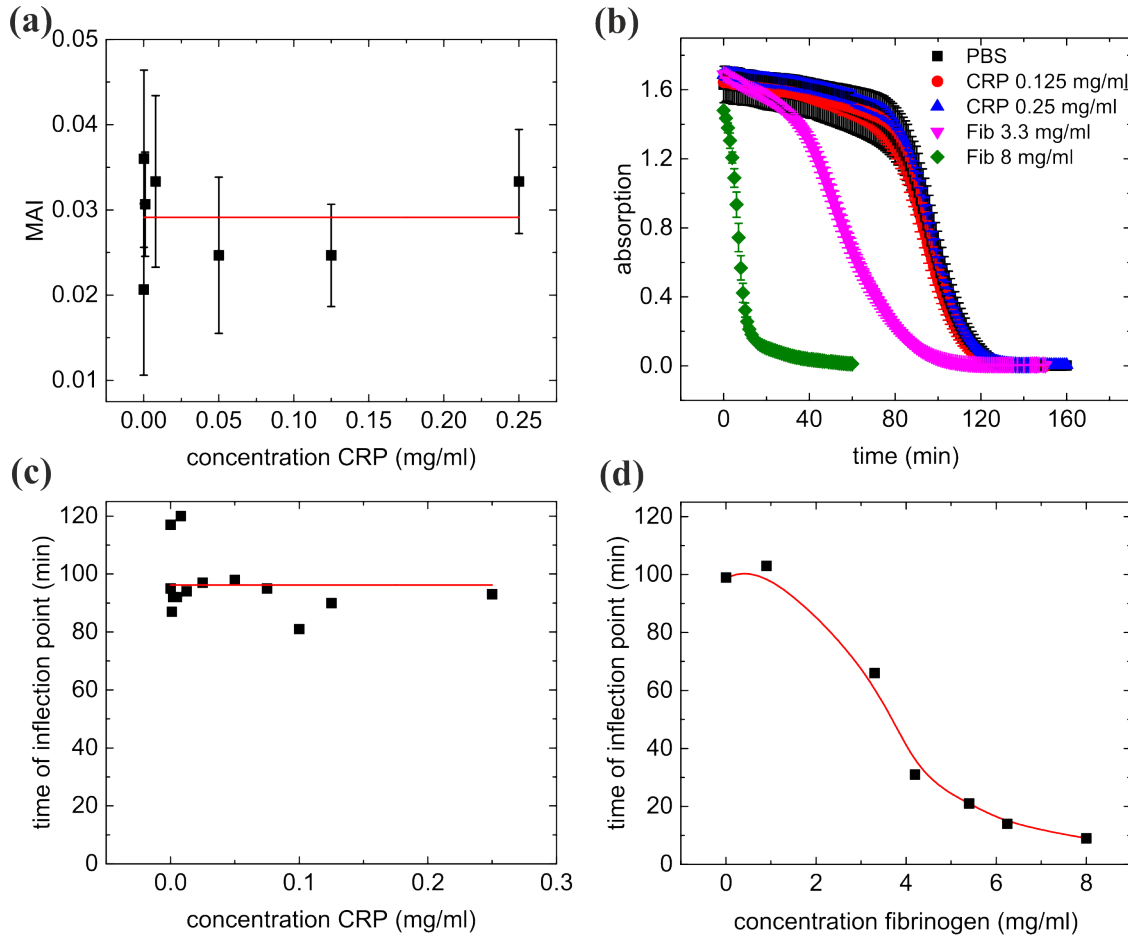 (a)
0.05
0.04
0.03
0.02
0.01
MAI
0.00 0.05 0.10 0.15 0.20 0.25
concentration CRP (mg/ml)
(b)
PBS
CRP 0.125 mg/ml
CRP 0.25 mg/ml
Fib 3.3 mg/ml
Fib 8 mg/ml
1.6
1.2
0.8
0.4
0.0
absorption
0 40 80 120 160
time (min)
(c)
120
100
80
60
40
20
0
time of inflection point (min)
0.0 0.1 0.2 0.3
concentration CRP (mg/ml)
(d)
120
100
80
60
40
20
0
time of inflection point (min)
0 2 4 6 8
concentration fibrinogen (mg/ml)